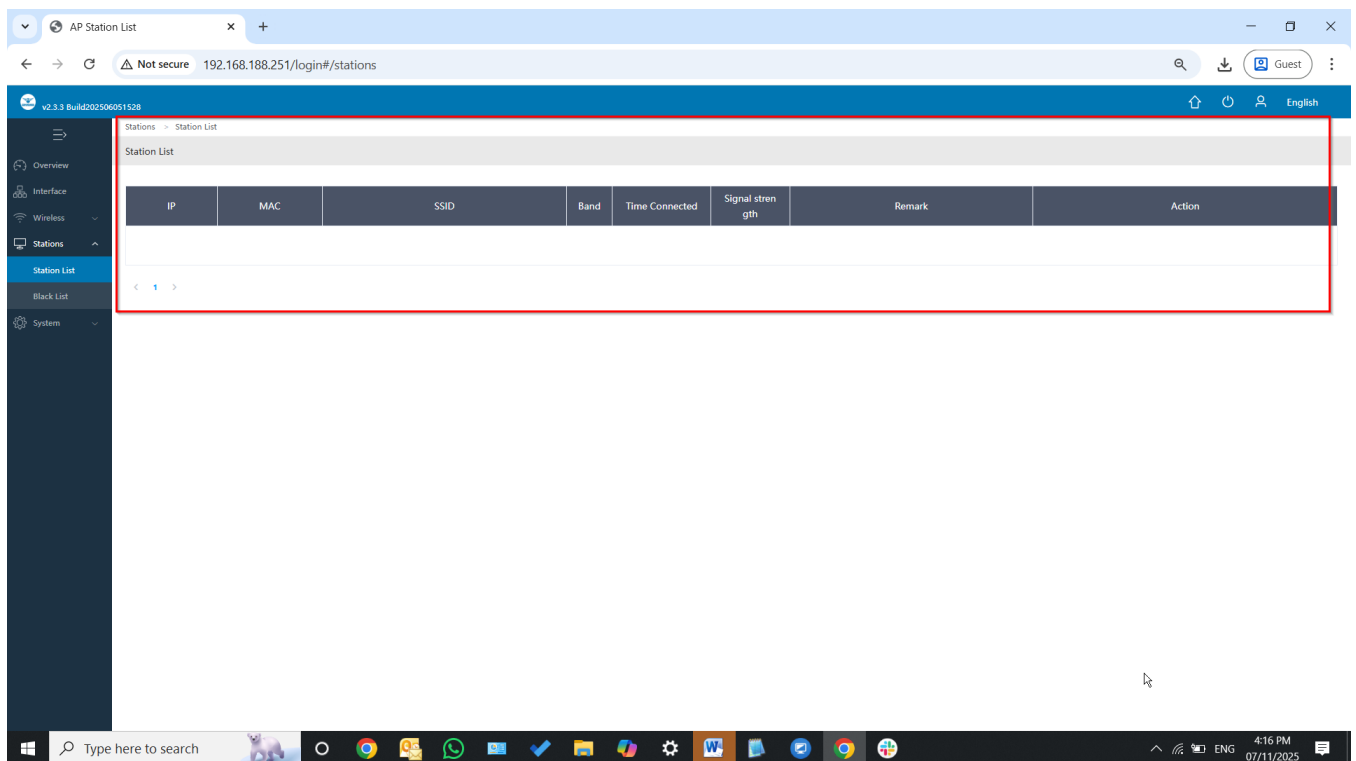 AP Station List
Not secure 192.168.188.251/login#/stations
Guest
v2.3.3 Build202506051528
English
Stations > Station List
Station List
Overview
Interface
Wireless
Stations
Station List
Black List
System
IP MAC SSID Band Time Connected Signal stren Remark Action
gth
< 1 >
Type here to search
ENG
4:16 PM
07/11/2025